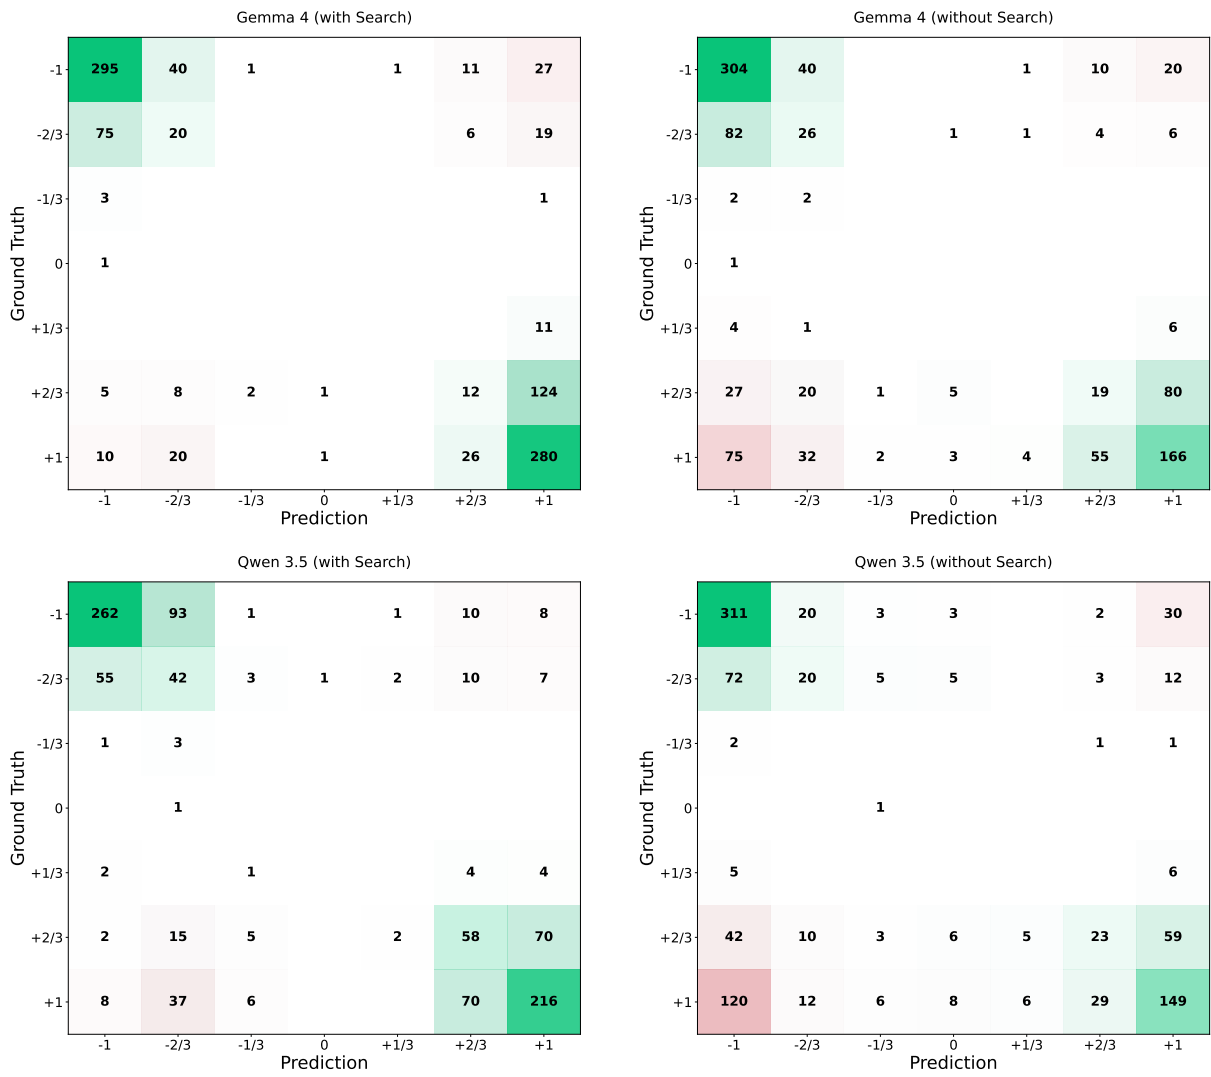 Gemma 4 (with Search)
-1 295 40 1 1 11 27
-2/3 75 20 6 19
-1/3 3 1
0 1
+1/3 11
+2/3 5 8 2 1 12 124
+1 10 20 1 26 280
-1 -2/3 -1/3 0 +1/3 +2/3 +1
Prediction
Ground Truth
Gemma 4 (without Search)
-1 304 40 1 10 20
-2/3 82 26 1 1 4 6
-1/3 2 2
0 1
+1/3 4 1 6
+2/3 27 20 1 5 19 80
+1 75 32 2 3 4 55 166
-1 -2/3 -1/3 0 +1/3 +2/3 +1
Prediction
Ground Truth
Qwen 3.5 (with Search)
-1 262 93 1 1 10 8
-2/3 55 42 3 1 2 10 7
-1/3 1 3
0 1
+1/3 2 1 4 4
+2/3 2 15 5 2 58 70
+1 8 37 6 70 216
-1 -2/3 -1/3 0 +1/3 +2/3 +1
Prediction
Ground Truth
Qwen 3.5 (without Search)
-1 311 20 3 3 2 30
-2/3 72 20 5 5 3 12
-1/3 2 1 1
0 1
+1/3 5 6
+2/3 42 10 3 6 5 23 59
+1 120 12 6 8 6 29 149
-1 -2/3 -1/3 0 +1/3 +2/3 +1
Prediction
Ground Truth